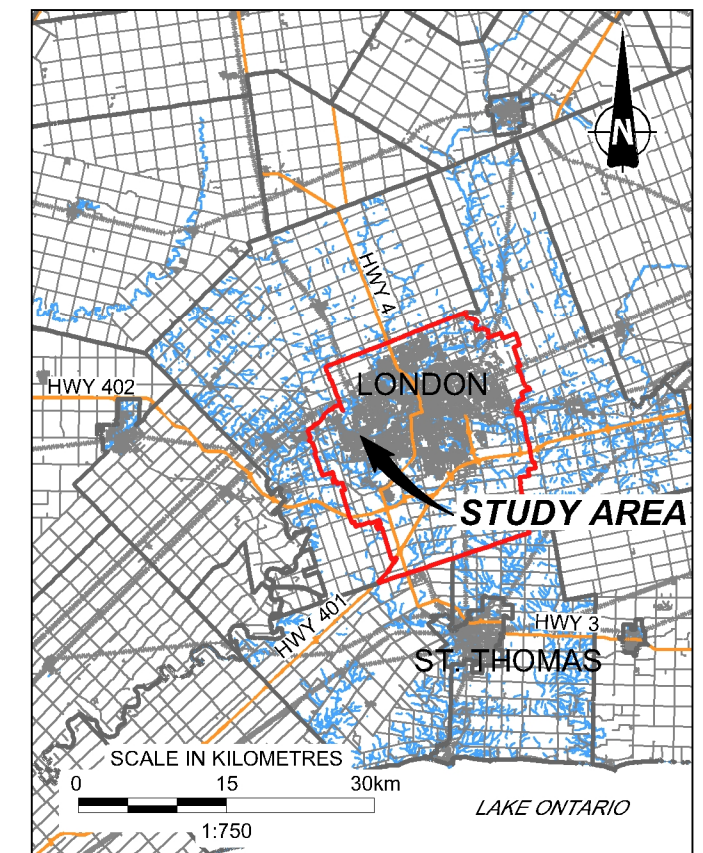 N
HWY 4
LONDON
HWY 402
STUDY AREA
HWY 401
HWY 3
ST. THOMAS
SCALE IN KILOMETRES
0 15 30km
1:750
LAKE ONTARIO